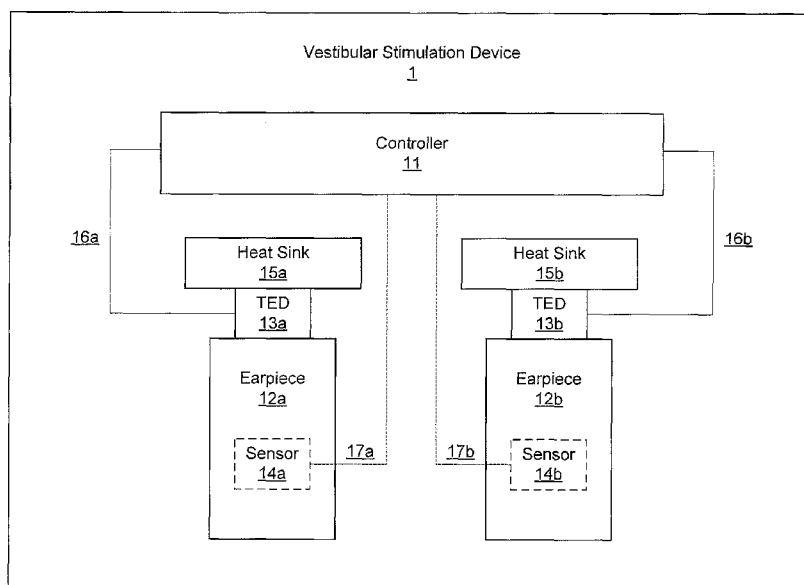 Vestibular Stimulation Device
1
Controller
11
16a
16b
Heat Sink
15a
Heat Sink
15b
TED
13a
TED
13b
Earpiece
12a
Earpiece
12b
Sensor
14a
17a
17b
Sensor
14b